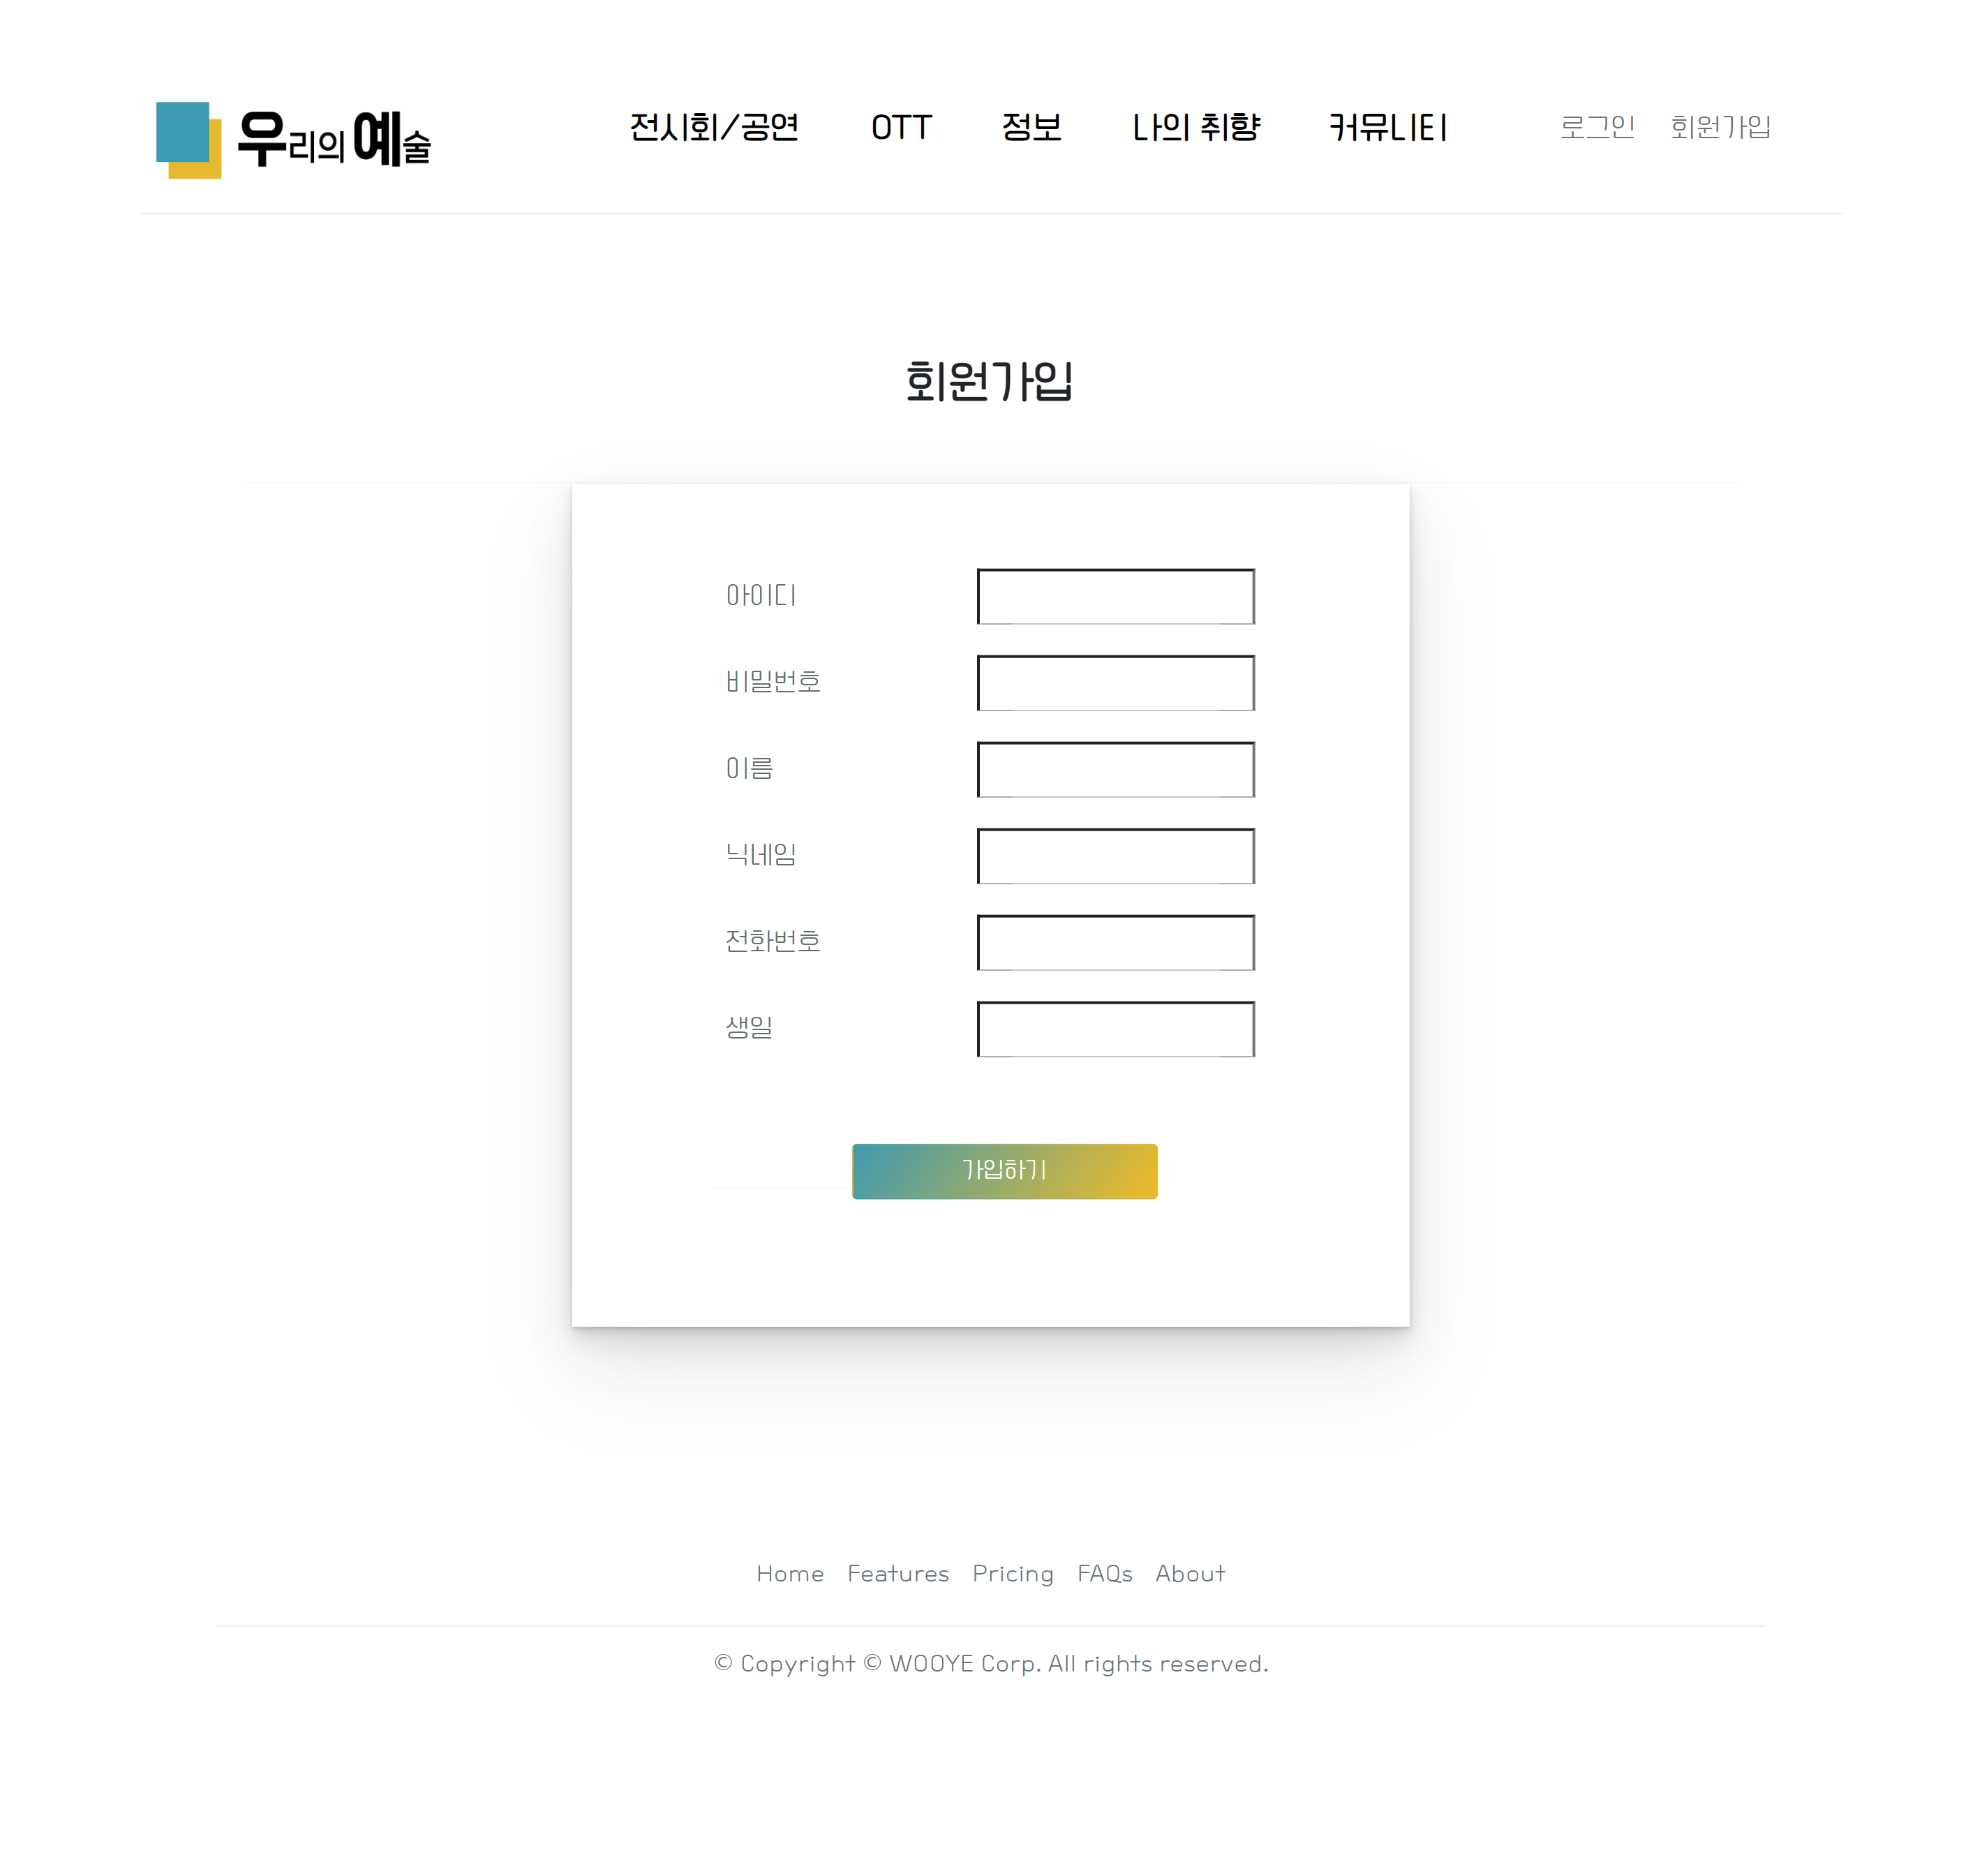 우리의 예술
전시회/공연 OTT 정보 나의 취향 커뮤니티 로그인 회원가입
회원가입
아이디
비밀번호
이름
닉네임
전화번호
생일
가입하기
Home Features Pricing FAQs About
© Copyright © WOOYE Corp. All rights reserved.